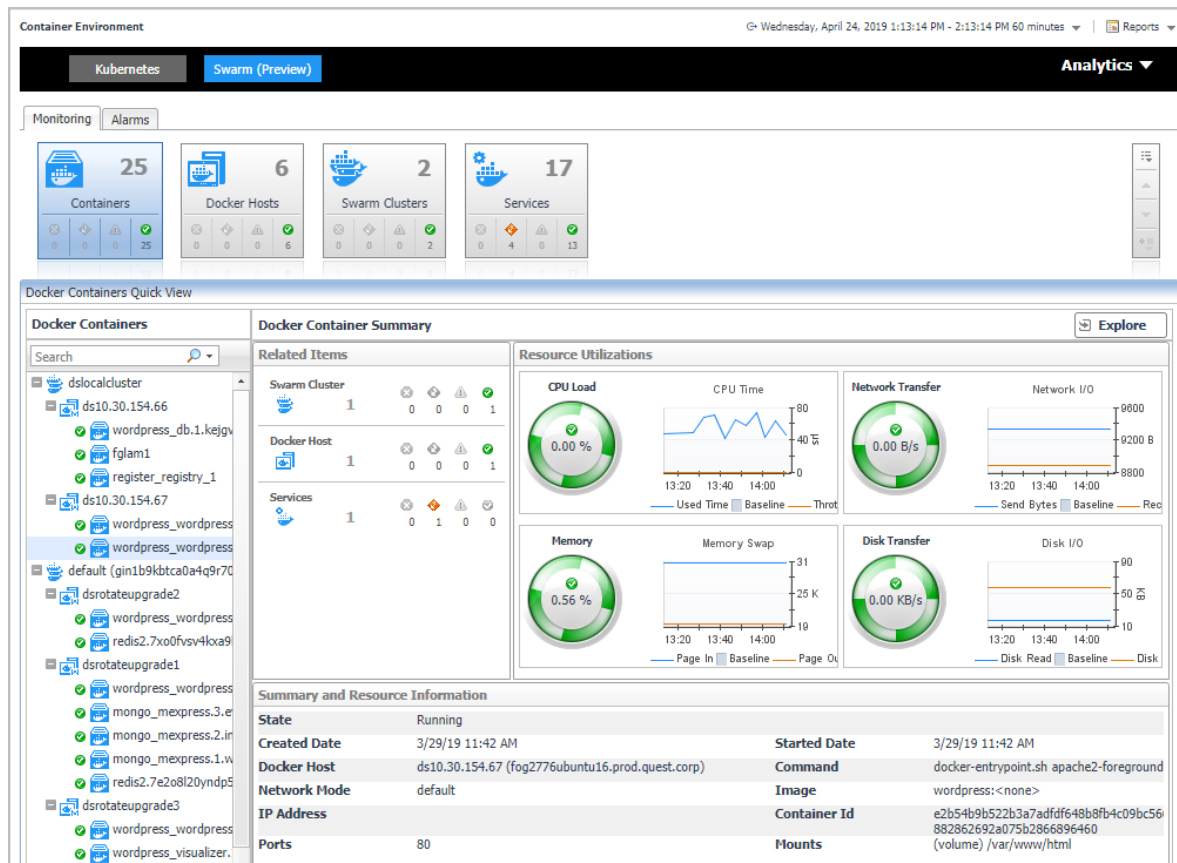 Container Environment
Wednesday, April 24, 2019 1:13:14 PM - 2:13:14 PM 60 minutes
Reports
Kubernetes
Swarm (Preview)
Analytics
Monitoring
Alarms
25
Containers
0 0 0 25
6
Docker Hosts
0 0 0 6
2
Swarm Clusters
0 0 0 2
17
Services
0 4 0 13
Docker Containers Quick View
Docker Containers
Search
dslocalcluster
ds10.30.154.66
wordpress_db.1.kejgv
fglam1
register_registry_1
ds10.30.154.67
wordpress_wordpress
wordpress_wordpress
default (gin1b9kbtca0a4q9r70
dsrotateupgrade2
wordpress_wordpress
redis2.7xo0fvsv4kxa9
dsrotateupgrade1
wordpress_wordpress
mongo_mexpress.3.e
mongo_mexpress.2.in
mongo_mexpress.1.w
redis2.7e2o8l20yndp5
dsrotateupgrade3
wordpress_wordpress
wordpress_visualizer.
Docker Container Summary
Explore
Related Items
Swarm Cluster
1
0 0 0 1
Docker Host
1
0 0 0 1
Services
1
0 1 0 0
Resource Utilizations
CPU Load
0.00 %
CPU Time
80
40 µs
0
13:20 13:40 14:00
Used Time Baseline Throt
Network Transfer
0.00 B/s
Network I/O
9600
9200 B
8800
13:20 13:40 14:00
Send Bytes Baseline Rec
Memory
0.56 %
Memory Swap
31
25 K
19
13:20 13:40 14:00
Page In Baseline Page Ou
Disk Transfer
0.00 KB/s
Disk I/O
90
50 KB
10
13:20 13:40 14:00
Disk Read Baseline Disk
Summary and Resource Information
State Running
Created Date 3/29/19 11:42 AM Started Date 3/29/19 11:42 AM
Docker Host ds10.30.154.67 (fog2776ubuntu16.prod.quest.corp) Command docker-entrypoint.sh apache2-foreground
Network Mode default Image wordpress:<none>
IP Address Container Id e2b54b9b522b3a7adfdf648b8fb4c09bc56
882862692a075b2866896460
Ports 80 Mounts (volume) /var/www/html